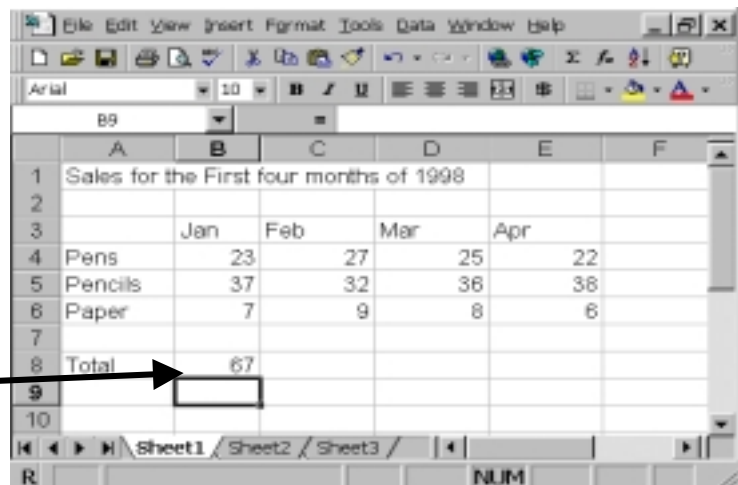 File Edit View Insert Format Tools Data Window Help
Arial 10 B I U
B9 =
A B C D E F
1 Sales for the First four months of 1998
2
3 Jan Feb Mar Apr
4 Pens 23 27 25 22
5 Pencils 37 32 36 38
6 Paper 7 9 8 6
7
8 Total 67
9
10
Sheet1 Sheet2 Sheet3
R NUM